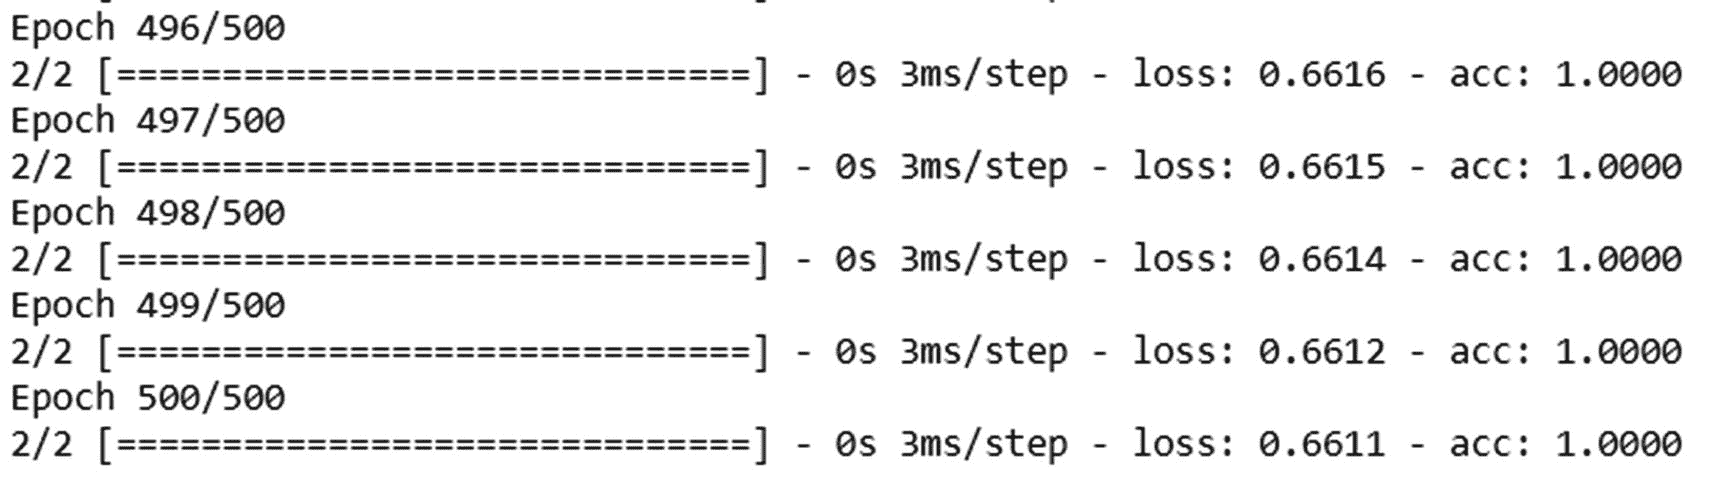 Epoch 496/500
2/2 [==============================] - 0s 3ms/step - loss: 0.6616 - acc: 1.0000
Epoch 497/500
2/2 [==============================] - 0s 3ms/step - loss: 0.6615 - acc: 1.0000
Epoch 498/500
2/2 [==============================] - 0s 3ms/step - loss: 0.6614 - acc: 1.0000
Epoch 499/500
2/2 [==============================] - 0s 3ms/step - loss: 0.6612 - acc: 1.0000
Epoch 500/500
2/2 [==============================] - 0s 3ms/step - loss: 0.6611 - acc: 1.0000